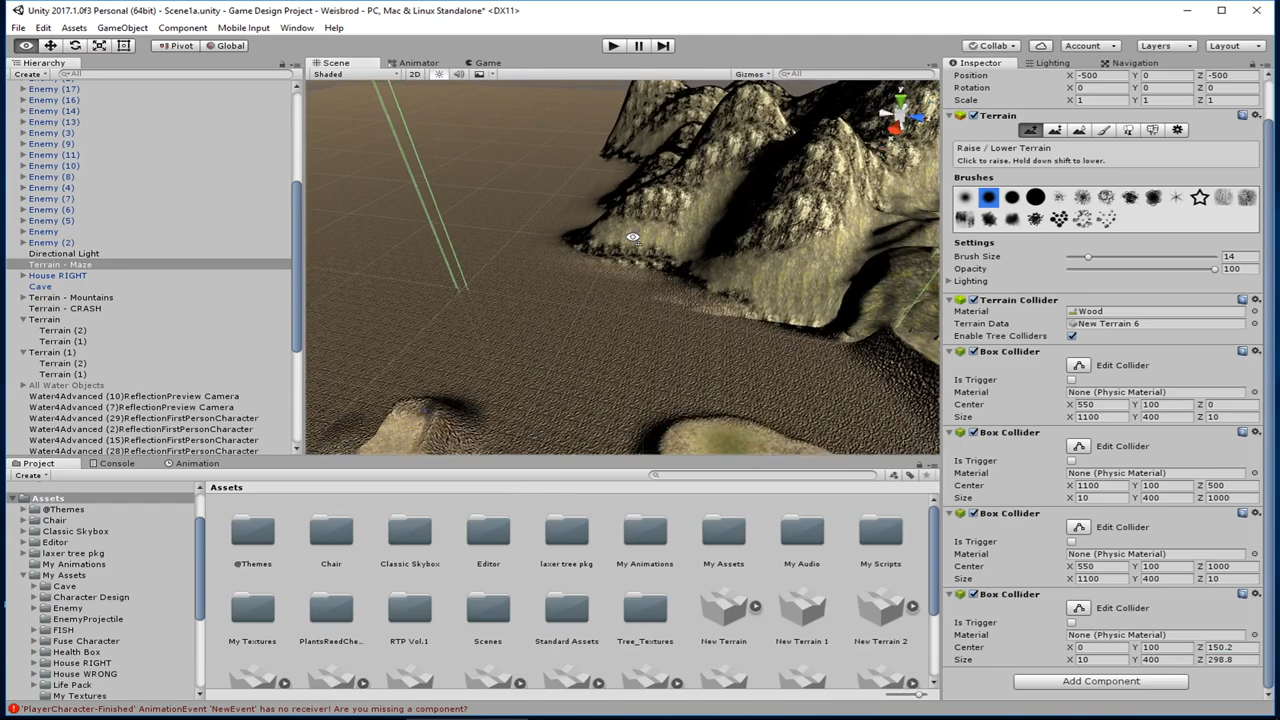 Unity 2017.1.0f3 Personal (64bit) - Scene1a.unity - Game Design Project - Weisbrod - PC, Mac & Linux Standalone* <DX11>
File Edit Assets GameObject Component Mobile Input Window Help
Pivot Global Collab Account Layers Layout
Hierarchy
Create All
Enemy (17)
Enemy (14)
Enemy (13)
Enemy (3)
Enemy (9)
Enemy (11)
Enemy (10)
Enemy (8)
Enemy (4)
Enemy (7)
Enemy (6)
Enemy (5)
Enemy
Enemy (2)
Directional Light
Terrain - Maze
House RIGHT
Cave
Terrain - Mountains
Terrain - CRASH
Terrain
Terrain (2)
Terrain (1)
Terrain (1)
Terrain (2)
Terrain (1)
All Water Objects
Water4Advanced (10)ReflectionPreview Camera
Water4Advanced (7)ReflectionPreview Camera
Water4Advanced (29)ReflectionFirstPersonCharacter
Water4Advanced (2)ReflectionFirstPersonCharacter
Water4Advanced (15)ReflectionFirstPersonCharacter
Water4Advanced (28)ReflectionFirstPersonCharacter
Scene Animator Game
Shaded 2D Gizmos All
y
x
Inspector Lighting Navigation
Position X -500 Y 0 Z -500
Rotation X 0 Y 0 Z 0
Scale X 1 Y 1 Z 1
Terrain
Raise / Lower Terrain
Click to raise. Hold down shift to lower.
Brushes
Settings
Brush Size 14
Opacity 100
Lighting
Terrain Collider
Material Wood
Terrain Data New Terrain 6
Enable Tree Colliders
Box Collider
Edit Collider
Is Trigger
Material None (Physic Material)
Center X 550 Y 100 Z 0
Size X 1100 Y 400 Z 10
Box Collider
Edit Collider
Is Trigger
Material None (Physic Material)
Center X 1100 Y 100 Z 500
Size X 10 Y 400 Z 1000
Box Collider
Edit Collider
Is Trigger
Material None (Physic Material)
Center X 550 Y 100 Z 1000
Size X 1100 Y 400 Z 10
Box Collider
Edit Collider
Is Trigger
Material None (Physic Material)
Center X 0 Y 100 Z 150.2
Size X 10 Y 400 Z 298.8
Add Component
Project Console Animation
Create
Assets
@Themes
Chair
Classic Skybox
Editor
laxer tree pkg
My Animations
My Assets
Cave
Character Design
Enemy
EnemyProjectile
FISH
Fuse Character
Health Box
House RIGHT
House WRONG
Life Pack
My Textures
Assets
@Themes Chair Classic Skybox Editor laxer tree pkg My Animations My Assets My Audio My Scripts
My Textures PlantsReedChe... RTP Vol.1 Scenes Standard Assets Tree_Textures New Terrain New Terrain 1 New Terrain 2
'PlayerCharacter-Finished' AnimationEvent 'NewEvent' has no receiver! Are you missing a component?